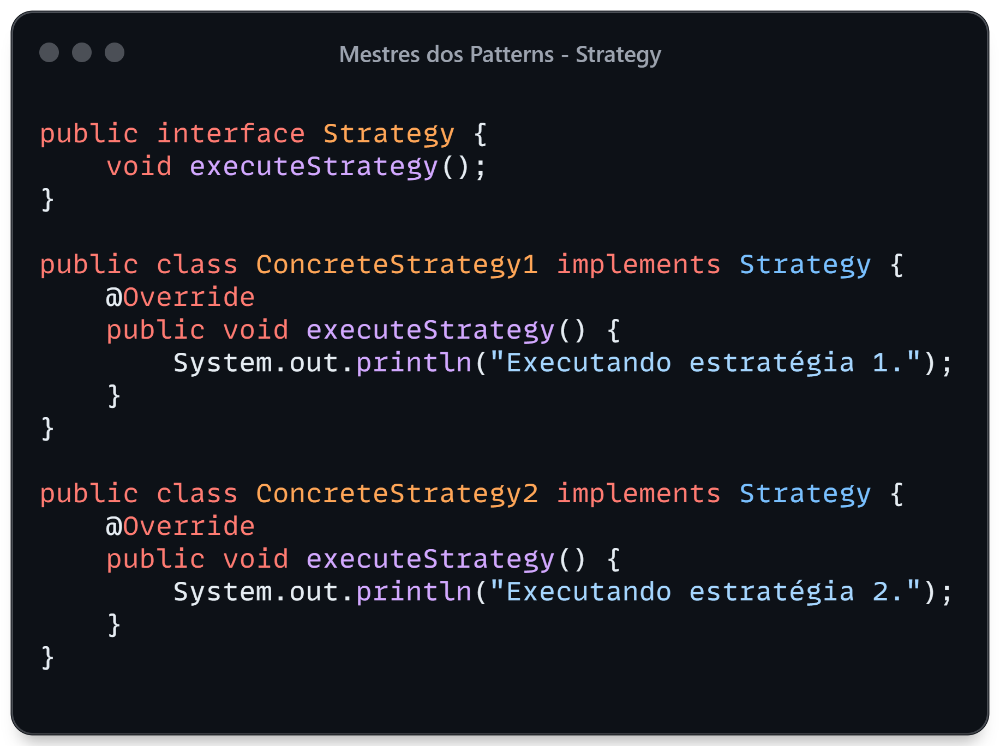 Mestres dos Patterns - Strategy
public interface Strategy {
    void executeStrategy();
}
public class ConcreteStrategy1 implements Strategy {
    @Override
    public void executeStrategy() {
        System.out.println("Executando estratégia 1.");
    }
}
public class ConcreteStrategy2 implements Strategy {
    @Override
    public void executeStrategy() {
        System.out.println("Executando estratégia 2.");
    }
}